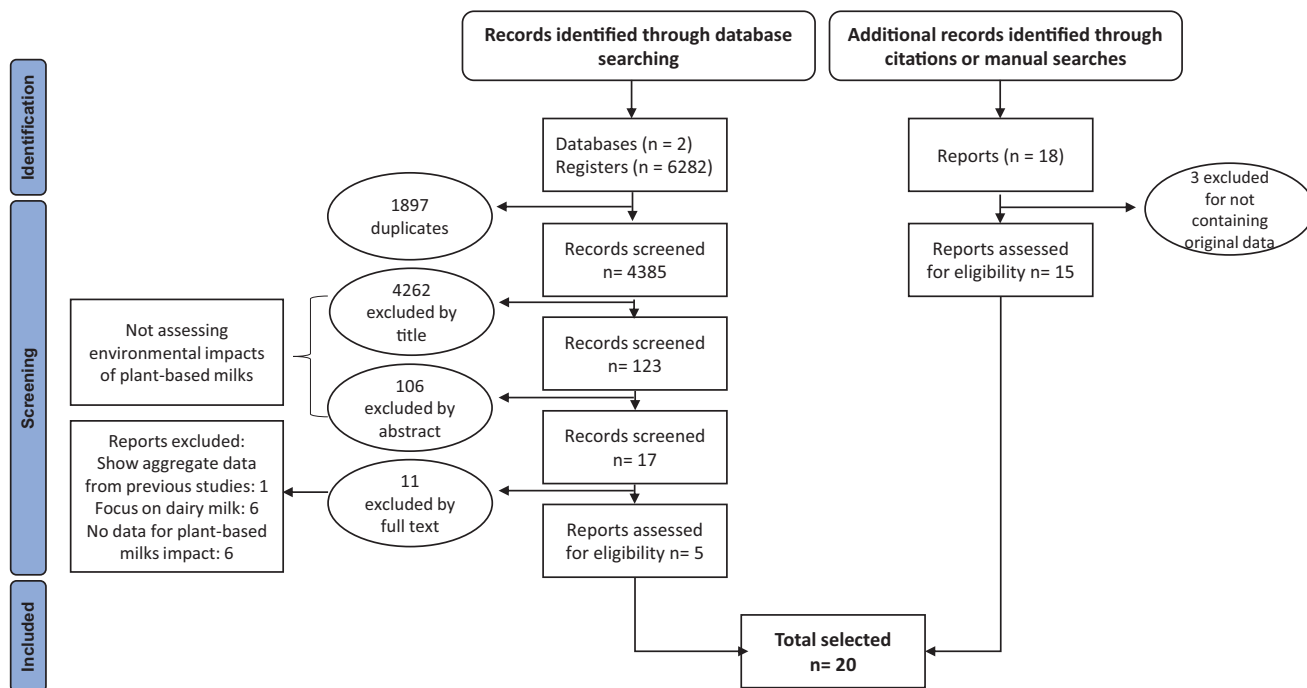 Records identified through database
searching
Additional records identified through
citations or manual searches
Identification
Databases (n = 2)
Registers (n = 6282)
Reports (n = 18)
3 excluded
for not
containing
original data
1897
duplicates
Screening
Records screened
n= 4385
Reports assessed
for eligibility n= 15
4262
excluded by
title
Not assessing
environmental impacts
of plant-based milks
Records screened
n= 123
106
excluded by
abstract
Records screened
n= 17
Reports excluded:
Show aggregate data
from previous studies: 1
Focus on dairy milk: 6
No data for plant-based
milks impact: 6
11
excluded by
full text
Reports assessed
for eligibility n= 5
Included
Total selected
n= 20